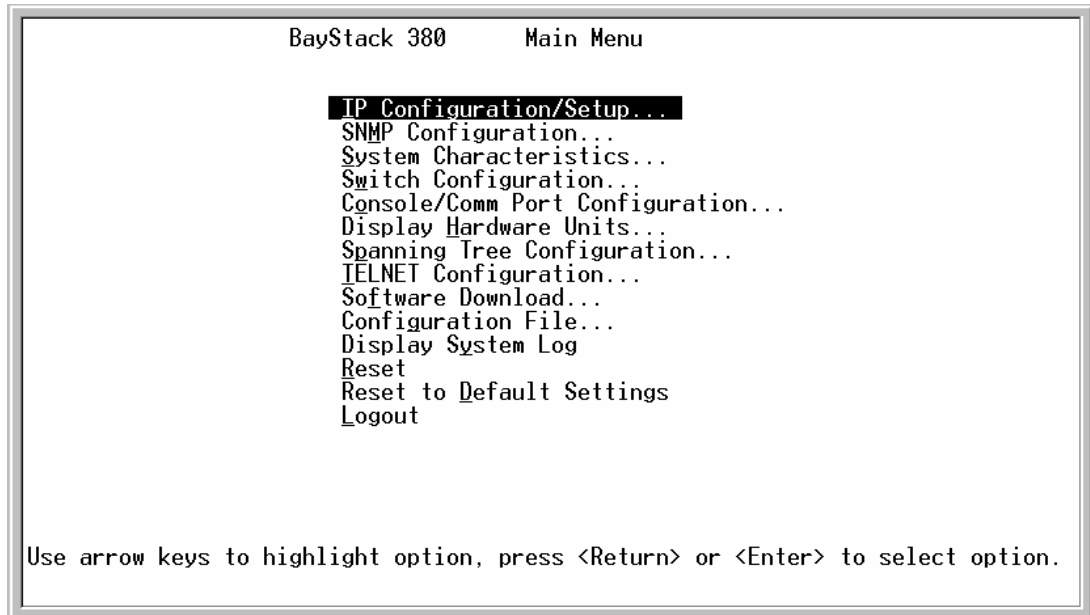 BayStack 380 Main Menu
IP Configuration/Setup...
SNMP Configuration...
System Characteristics...
Switch Configuration...
Console/Comm Port Configuration...
Display Hardware Units...
Spanning Tree Configuration...
TELNET Configuration...
Software Download...
Configuration File...
Display System Log
Reset
Reset to Default Settings
Logout
Use arrow keys to highlight option, press <Return> or <Enter> to select option.